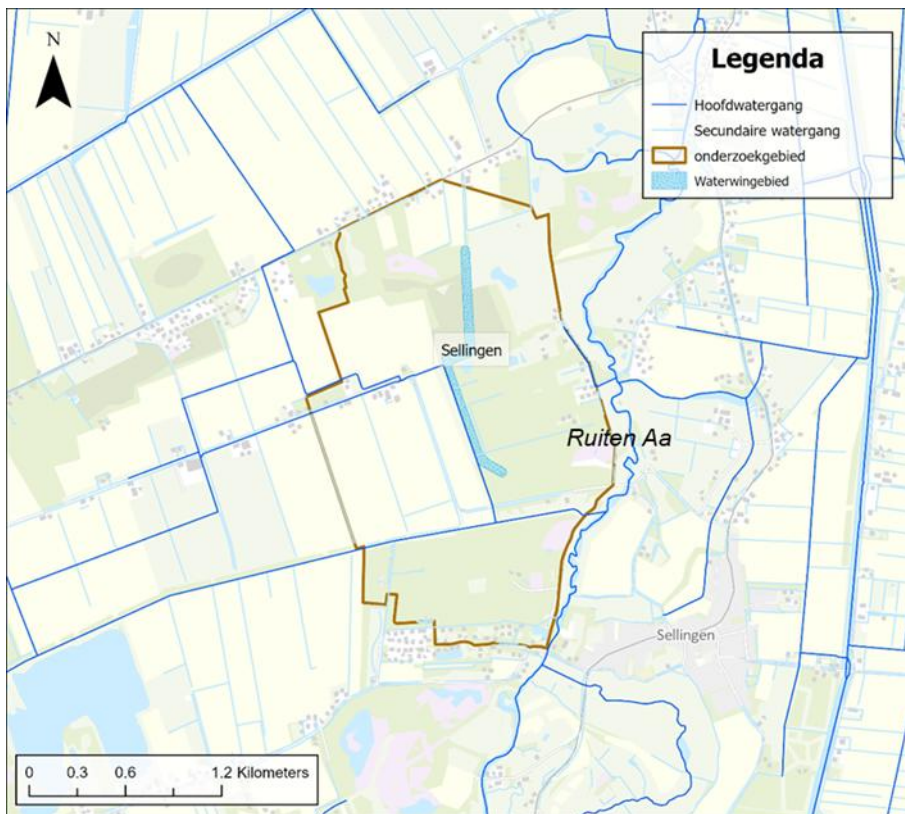 N
Legenda
Hoofdwatergang
Secundaire watergang
onderzoekgebied
Waterwingebied
Sellingen
Ruiten Aa
Sellingen
0 0.3 0.6 1.2 Kilometers